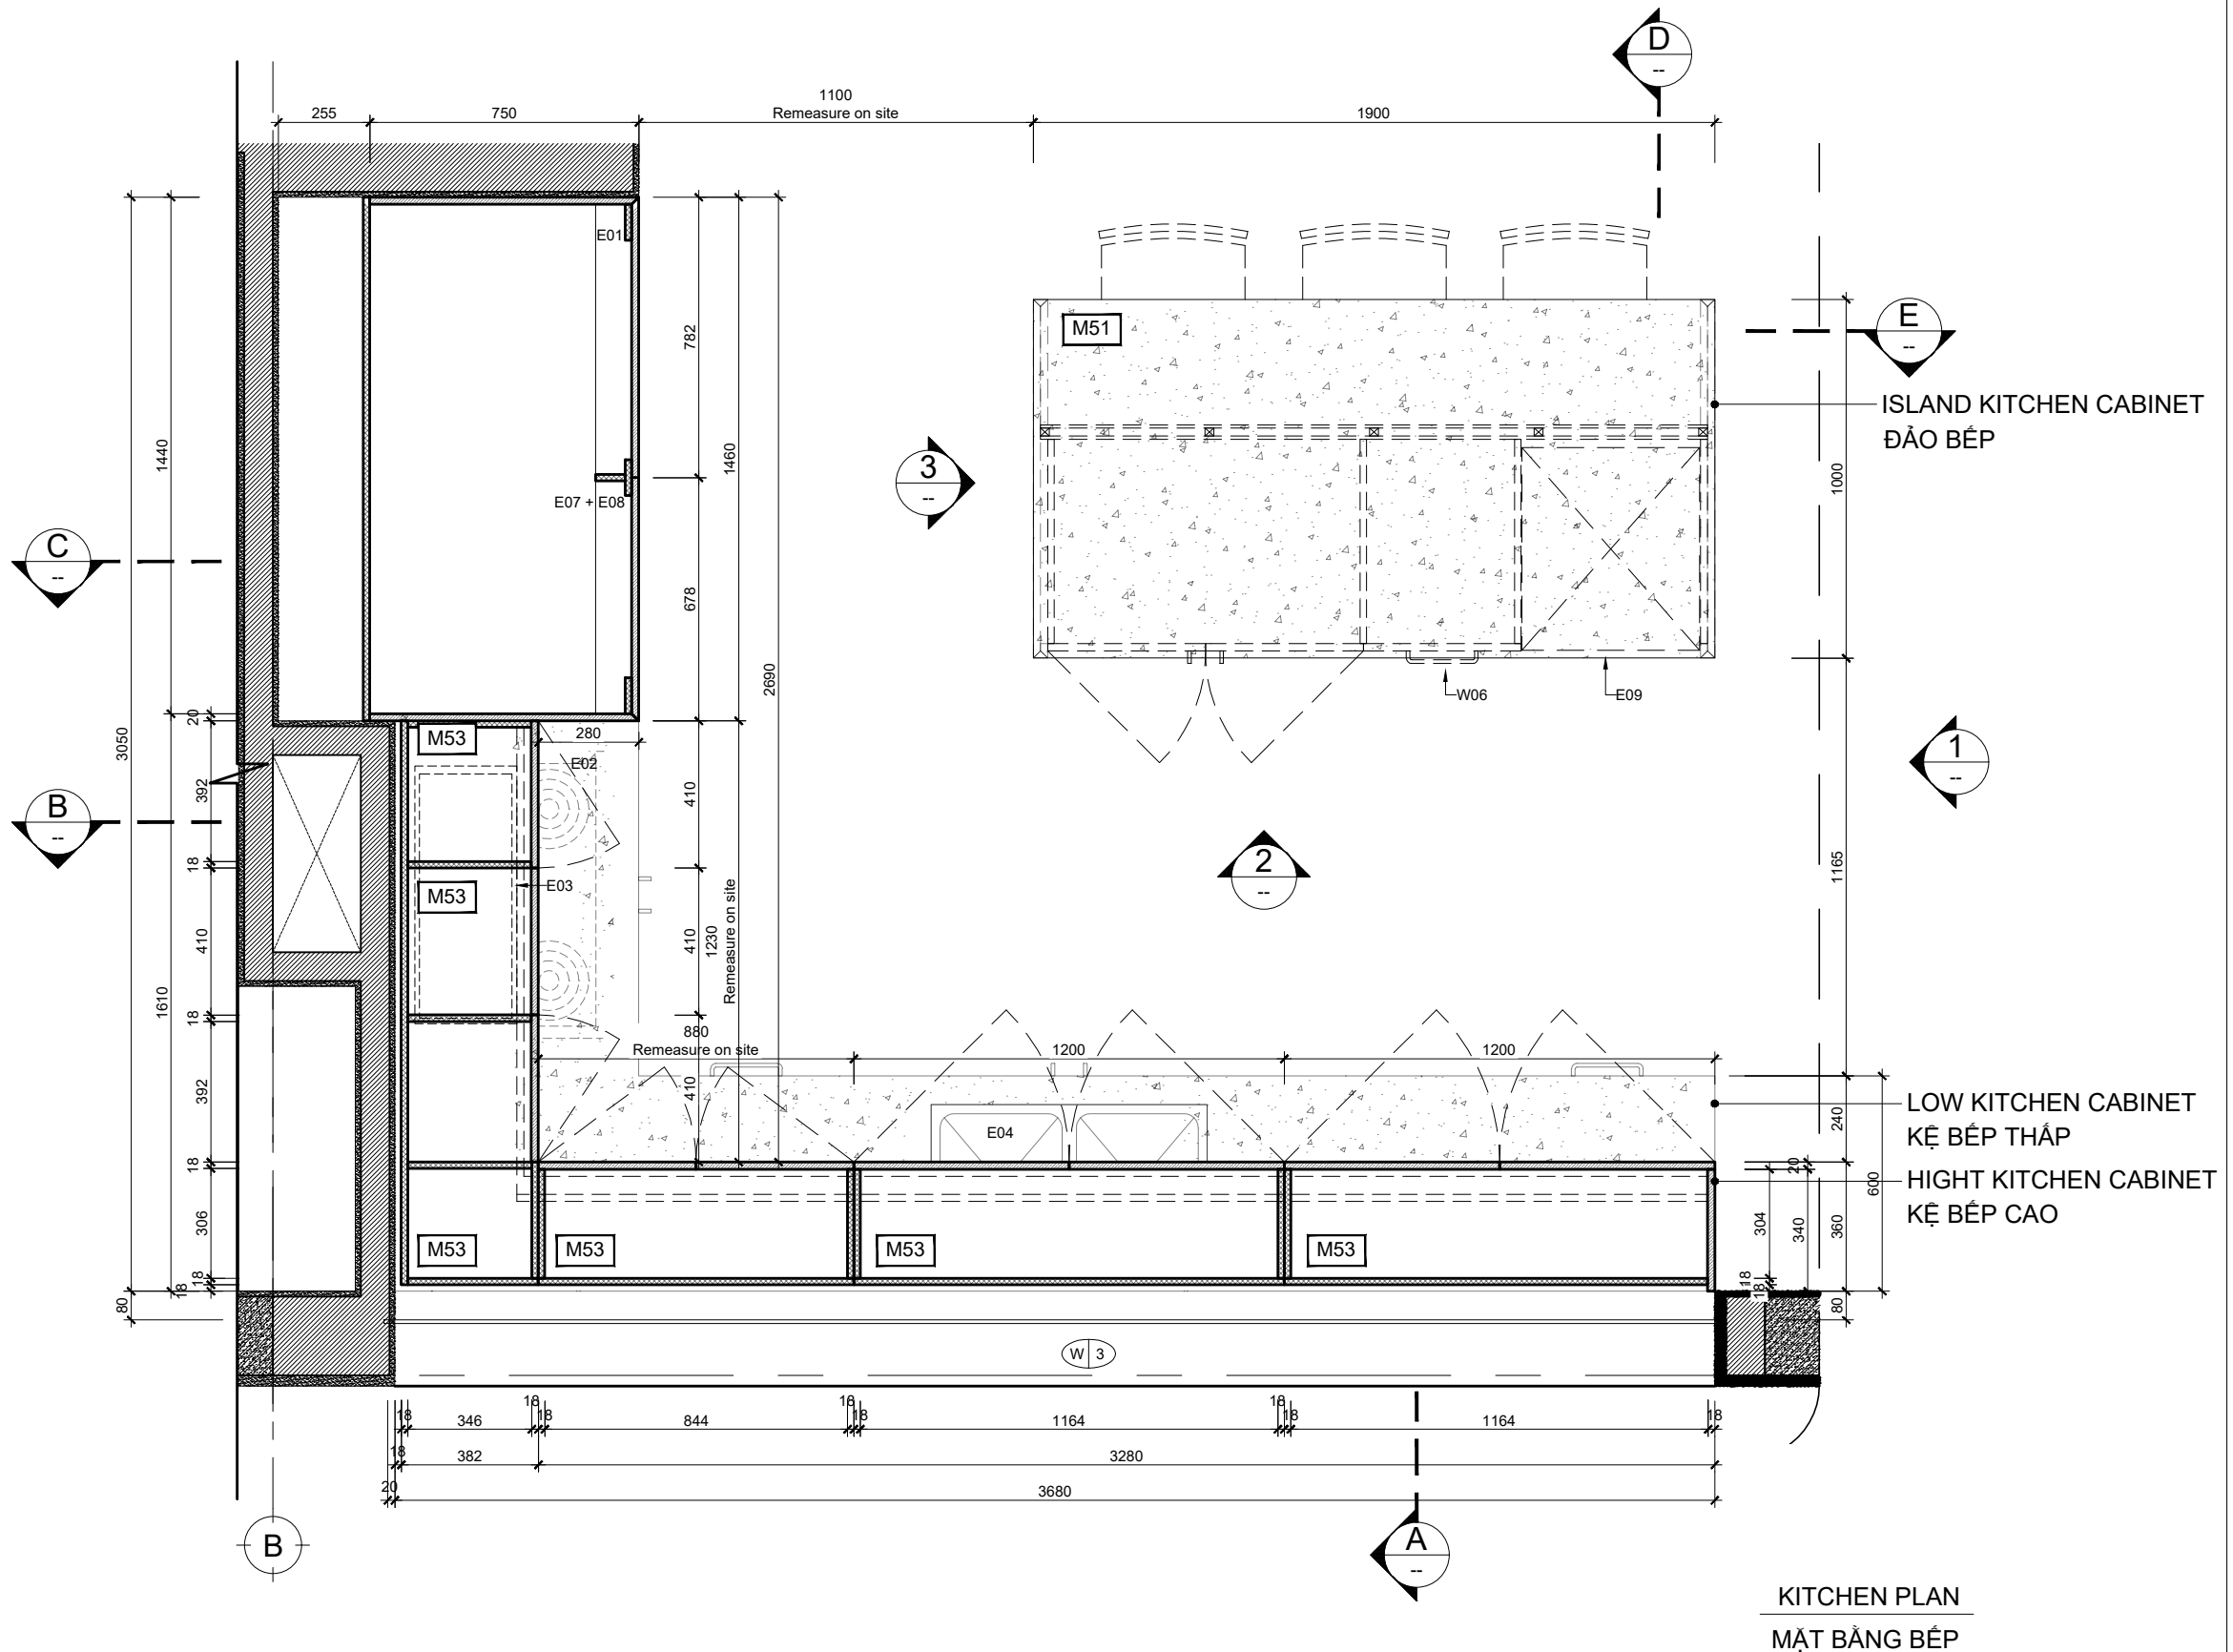 D
--
1100
255
750
Remeasure on site
1900
E01
E
--
M51
782
ISLAND KITCHEN CABINET
ĐẢO BẾP
1440
1460
3
--
1000
E07 + E08
C
--
678
2690
W06
E09
20
M53
280
3050
E02
1
--
392
410
B
--
18
2
--
1165
M53
E03
410
410
1230
Remeasure on site
1610
18
880
Remeasure on site
1200
1200
392
410
240
LOW KITCHEN CABINET
KỆ BẾP THẤP
E04
18
20
600
HIGHT KITCHEN CABINET
KỆ BẾP CAO
306
304
340
360
M53
M53
M53
M53
18
18
18
18
80
80
W 3
18
346
18
18
844
18
18
1164
18
18
1164
18
18
382
3280
20
3680
B
A
--
KITCHEN PLAN
MẶT BẰNG BẾP